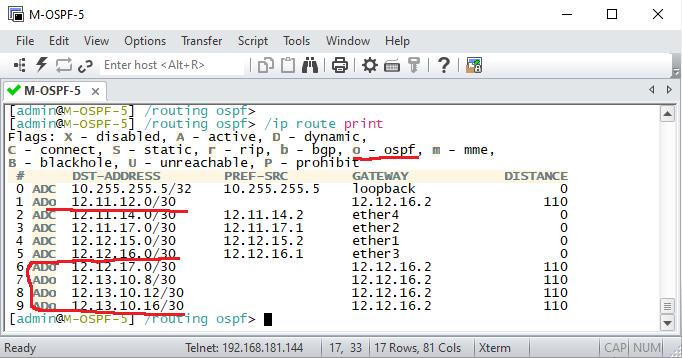 M-OSPF-5
File Edit View Options Transfer Script Tools Window Help
Enter host <Alt+R>
M-OSPF-5
[admin@M-OSPF-5] /routing ospf>
[admin@M-OSPF-5] /routing ospf> /ip route print
Flags: X - disabled, A - active, D - dynamic,
C - connect, S - static, r - rip, b - bgp, o - ospf, m - mme,
B - blackhole, U - unreachable, P - prohibit
# DST-ADDRESS PREF-SRC GATEWAY DISTANCE
0 ADC 10.255.255.5/32 10.255.255.5 loopback 0
1 ADo 12.11.12.0/30 12.12.16.2 110
2 ADC 12.11.14.0/30 12.11.14.2 ether4 0
3 ADC 12.11.17.0/30 12.11.17.1 ether2 0
4 ADC 12.12.15.0/30 12.12.15.2 ether1 0
5 ADC 12.12.16.0/30 12.12.16.1 ether3 0
6 ADo 12.12.17.0/30 12.12.16.2 110
7 ADo 12.13.10.8/30 12.12.16.2 110
8 ADo 12.13.10.12/30 12.12.16.2 110
9 ADo 12.13.10.16/30 12.12.16.2 110
[admin@M-OSPF-5] /routing ospf>
Ready Telnet: 192.168.181.144 17, 33 17 Rows, 81 Cols Xterm CAP NUM